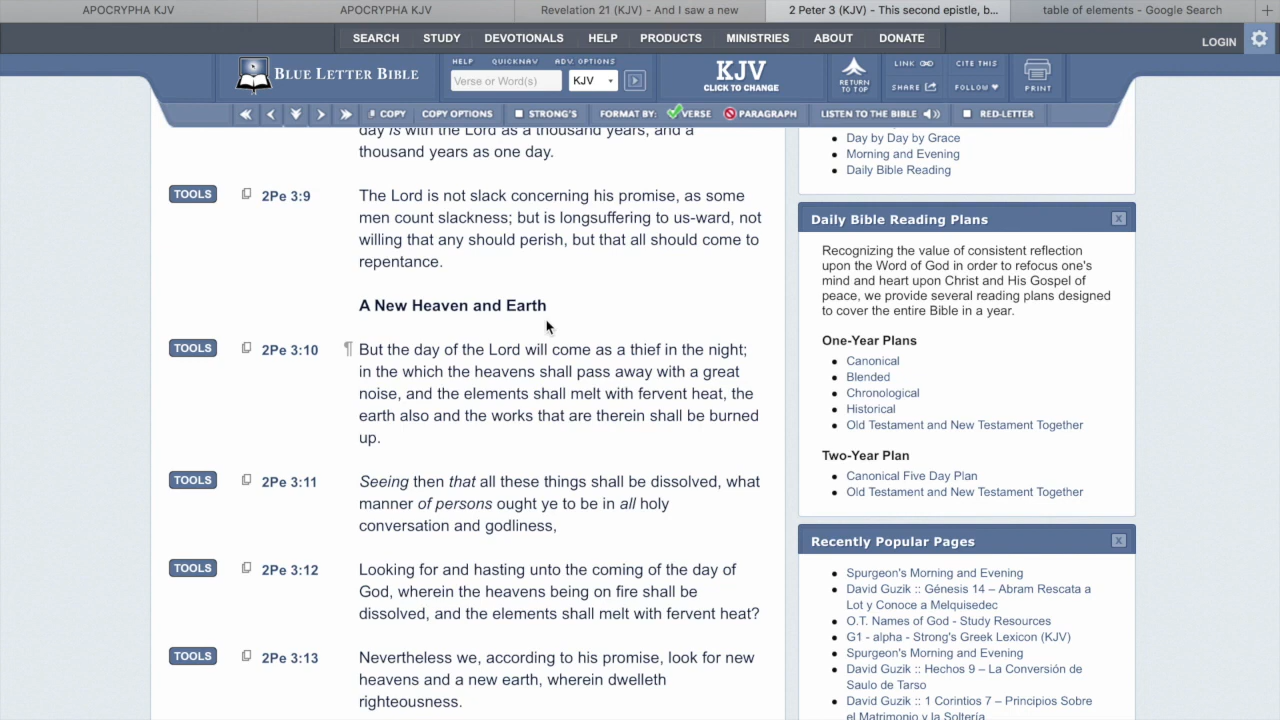 APOCRYPHA KJV
APOCRYPHA KJV
Revelation 21 (KJV) - And I saw a new
2 Peter 3 (KJV) - This second epistle, b...
table of elements - Google Search
SEARCH STUDY DEVOTIONALS HELP PRODUCTS MINISTRIES ABOUT DONATE
LOGIN
BLUE LETTER BIBLE
HELP QUICKNAV ADV. OPTIONS
Verse or Word(s) KJV
KJV
CLICK TO CHANGE
RETURN
TO TOP
LINK
CITE THIS
SHARE
FOLLOW
PRINT
COPY COPY OPTIONS STRONG'S FORMAT BY: VERSE PARAGRAPH LISTEN TO THE BIBLE RED-LETTER
day is with the Lord as a thousand years, and a
thousand years as one day.
TOOLS 2Pe 3:9
The Lord is not slack concerning his promise, as some
men count slackness; but is longsuffering to us-ward, not
willing that any should perish, but that all should come to
repentance.
A New Heaven and Earth
TOOLS 2Pe 3:10
¶ But the day of the Lord will come as a thief in the night;
in the which the heavens shall pass away with a great
noise, and the elements shall melt with fervent heat, the
earth also and the works that are therein shall be burned
up.
TOOLS 2Pe 3:11
Seeing then that all these things shall be dissolved, what
manner of persons ought ye to be in all holy
conversation and godliness,
TOOLS 2Pe 3:12
Looking for and hasting unto the coming of the day of
God, wherein the heavens being on fire shall be
dissolved, and the elements shall melt with fervent heat?
TOOLS 2Pe 3:13
Nevertheless we, according to his promise, look for new
heavens and a new earth, wherein dwelleth
righteousness.
Day by Day by Grace
Morning and Evening
Daily Bible Reading
Daily Bible Reading Plans X
Recognizing the value of consistent reflection
upon the Word of God in order to refocus one's
mind and heart upon Christ and His Gospel of
peace, we provide several reading plans designed
to cover the entire Bible in a year.
One-Year Plans
Canonical
Blended
Chronological
Historical
Old Testament and New Testament Together
Two-Year Plan
Canonical Five Day Plan
Old Testament and New Testament Together
Recently Popular Pages X
Spurgeon's Morning and Evening
David Guzik :: Génesis 14 – Abram Rescata a
Lot y Conoce a Melquisedec
O.T. Names of God - Study Resources
G1 - alpha - Strong's Greek Lexicon (KJV)
Spurgeon's Morning and Evening
David Guzik :: Hechos 9 – La Conversión de
Saulo de Tarso
David Guzik :: 1 Corintios 7 – Principios Sobre
el Matrimonio y la Soltería